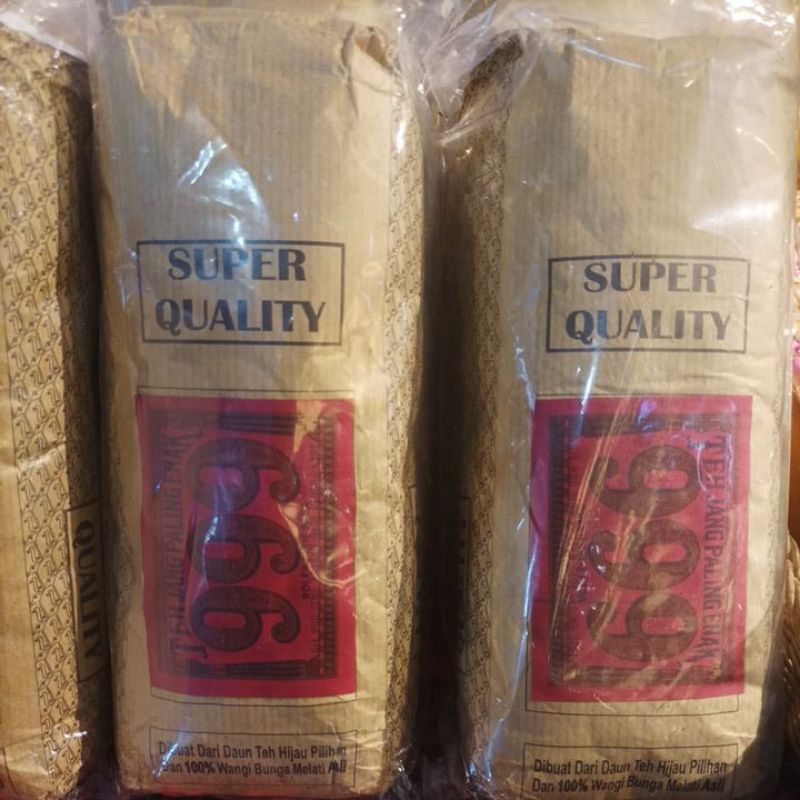 SUPER
QUALITY
TEH JANG PALING ENAK
999
Dibuat Dari Daun Teh Hijau Pilihan
Dan 100% Wangi Bunga Melati Asli
SUPER
QUALITY
TEH JANG PALING ENAK
999
Dibuat Dari Daun Teh Hijau Pilihan
Dan 100% Wangi Bunga Melati Asli
QUALITY